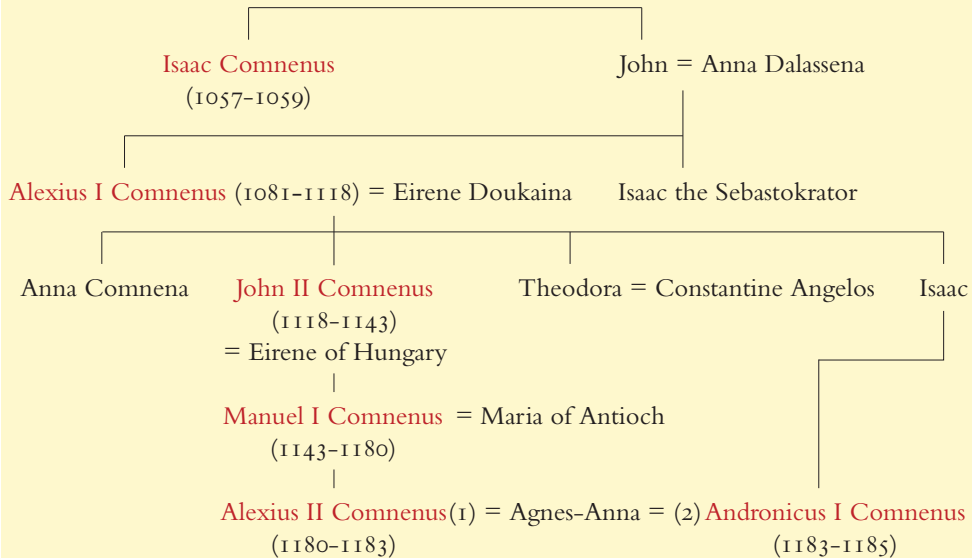 Isaac Comnenus John = Anna Dalassena
(1057-1059)
Alexius I Comnenus (1081-1118) = Eirene Doukaina Isaac the Sebastokrator
Anna Comnena John II Comnenus Theodora = Constantine Angelos Isaac
(1118-1143)
= Eirene of Hungary
Manuel I Comnenus = Maria of Antioch
(1143-1180)
Alexius II Comnenus (1) = Agnes-Anna = (2) Andronicus I Comnenus
(1180-1183) (1183-1185)